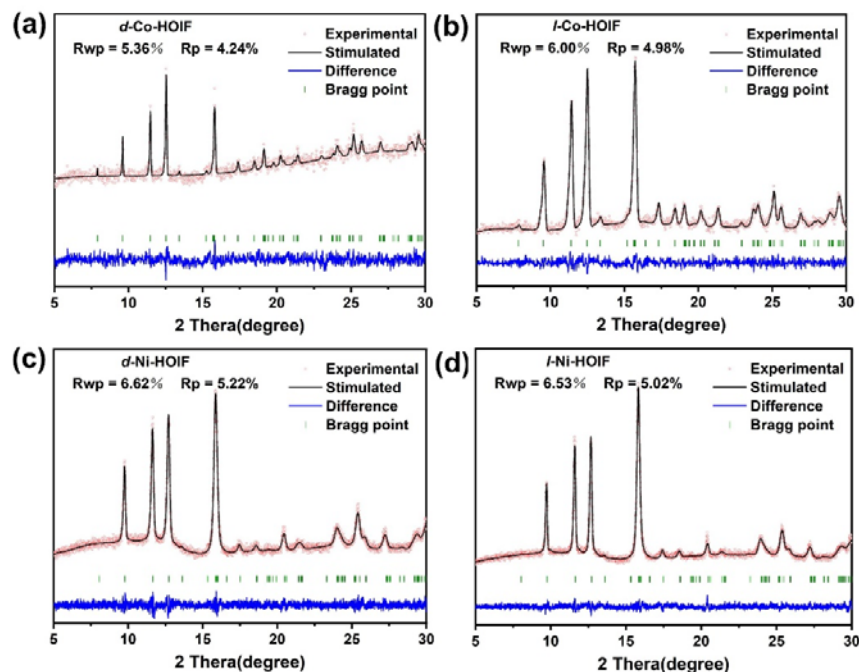 (a)
d-Co-HOIF
Rwp = 5.36% Rp = 4.24%
Experimental
Stimulated
Difference
Bragg point
5 10 15 20 25 30
2 Thera(degree)
(b)
l-Co-HOIF
Rwp = 6.00% Rp = 4.98%
Experimental
Stimulated
Difference
Bragg point
5 10 15 20 25 30
2 Thera(degree)
(c)
d-Ni-HOIF
Rwp = 6.62% Rp = 5.22%
Experimental
Stimulated
Difference
Bragg point
5 10 15 20 25 30
2 Thera(degree)
(d)
l-Ni-HOIF
Rwp = 6.53% Rp = 5.02%
Experimental
Stimulated
Difference
Bragg point
5 10 15 20 25 30
2 Thera(degree)